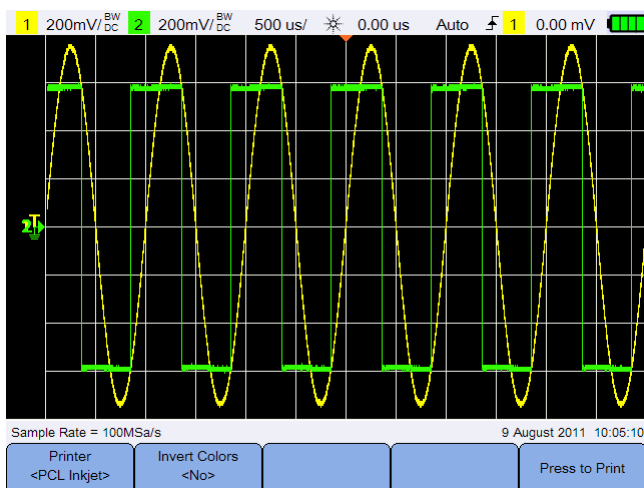 1 200mV/ BW DC 2 200mV/ BW DC 500 us/ 0.00 us Auto 1 0.00 mV
2 T
Sample Rate = 100MSa/s 9 August 2011 10:05:10
Printer Invert Colors
<PCL Inkjet> <No> Press to Print